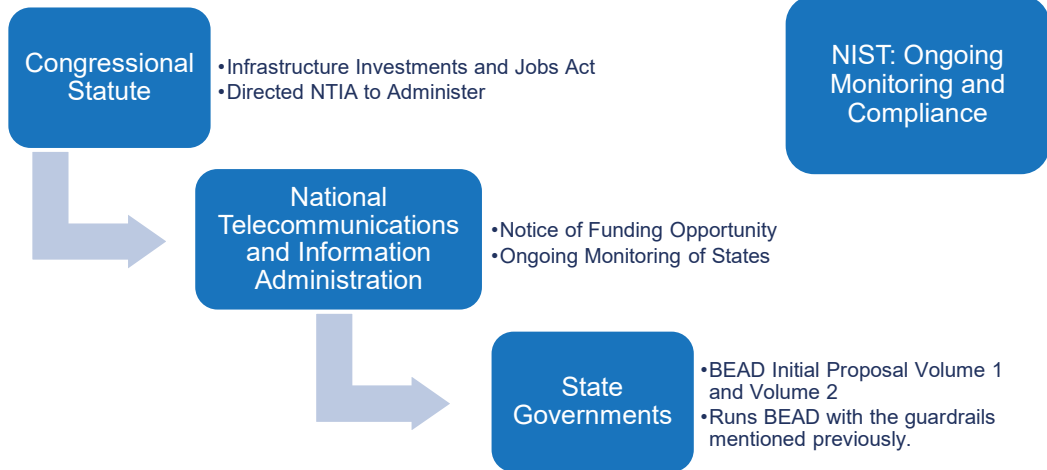 Congressional
Statute
•Infrastructure Investments and Jobs Act
•Directed NTIA to Administer
NIST: Ongoing
Monitoring and
Compliance
National
Telecommunications
and Information
Administration
•Notice of Funding Opportunity
•Ongoing Monitoring of States
State
Governments
•BEAD Initial Proposal Volume 1
and Volume 2
•Runs BEAD with the guardrails
mentioned previously.